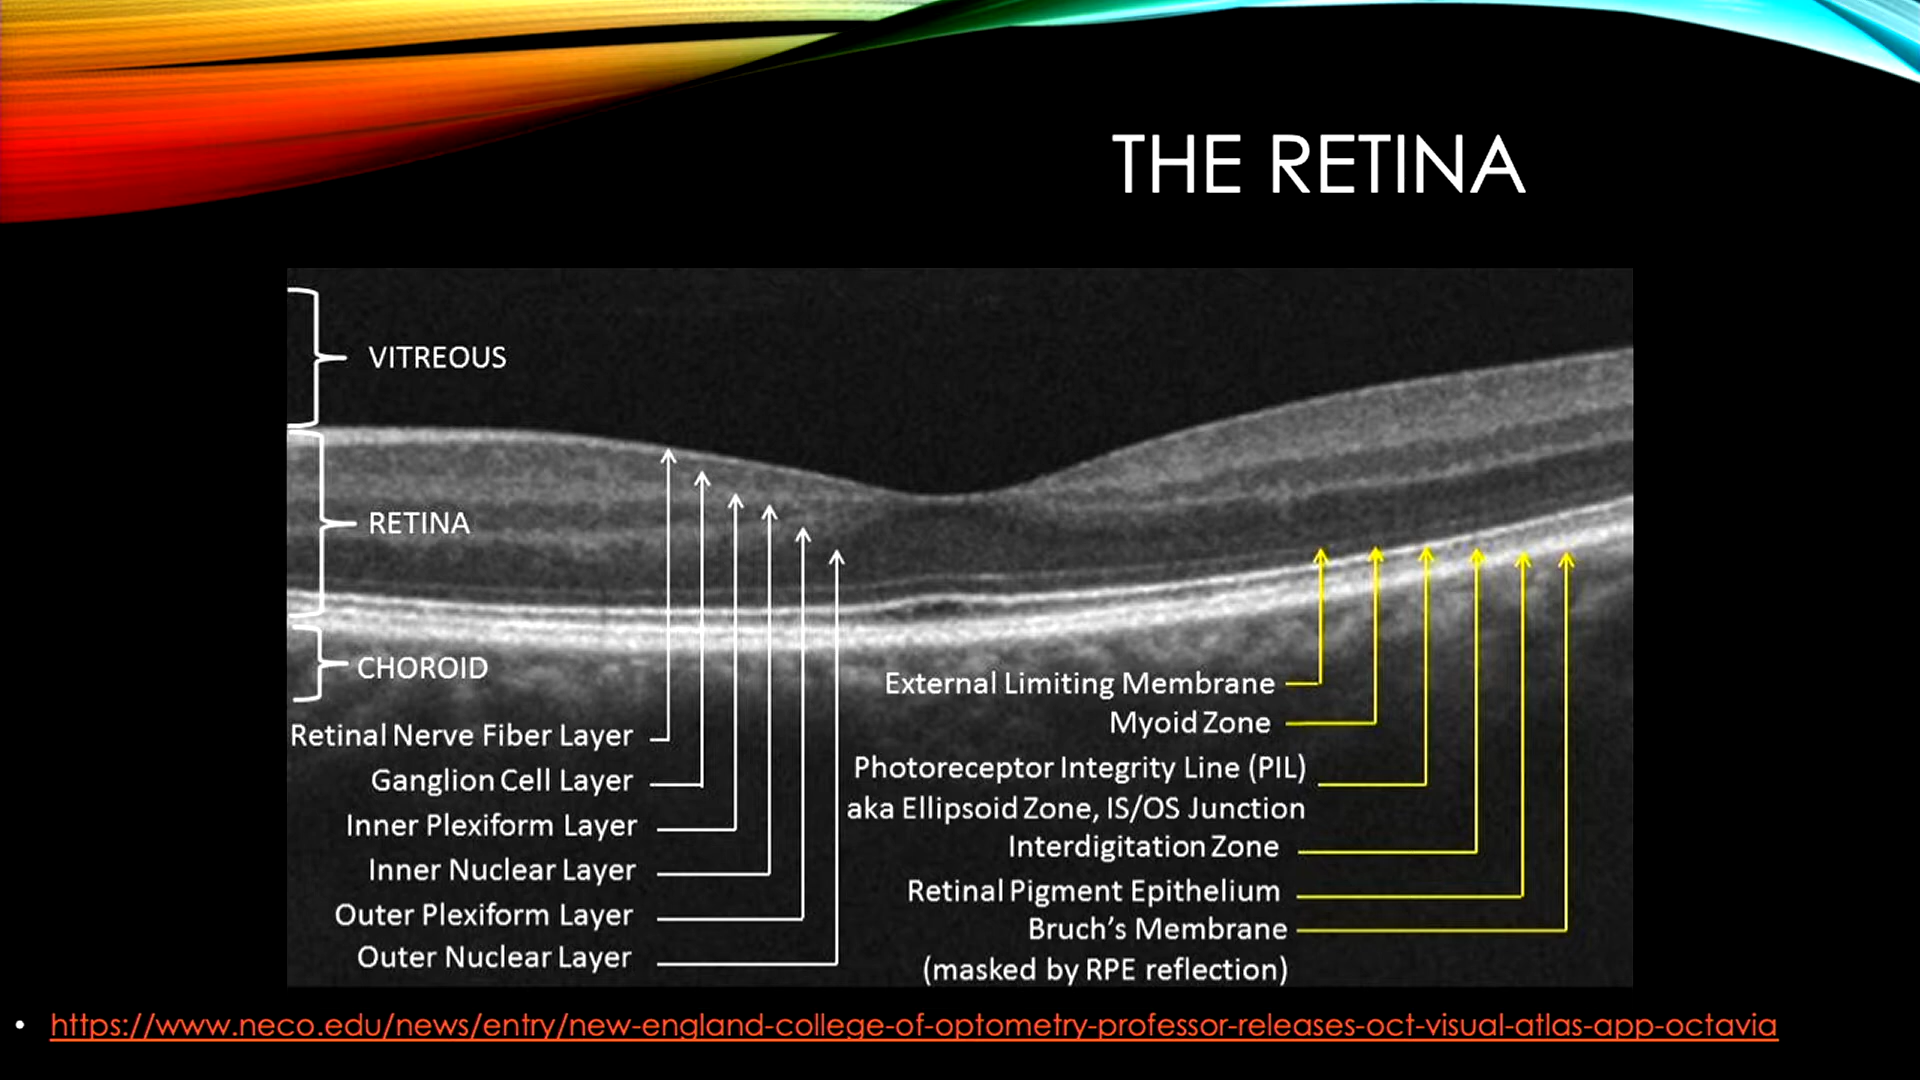 THE RETINA
VITREOUS
RETINA
CHOROID
Retinal Nerve Fiber Layer
Ganglion Cell Layer
Inner Plexiform Layer
Inner Nuclear Layer
Outer Plexiform Layer
Outer Nuclear Layer
External Limiting Membrane
Myoid Zone
Photoreceptor Integrity Line (PIL)
aka Ellipsoid Zone, IS/OS Junction
Interdigitation Zone
Retinal Pigment Epithelium
Bruch's Membrane
(masked by RPE reflection)
• https://www.neco.edu/news/entry/new-england-college-of-optometry-professor-releases-oct-visual-atlas-app-octavia